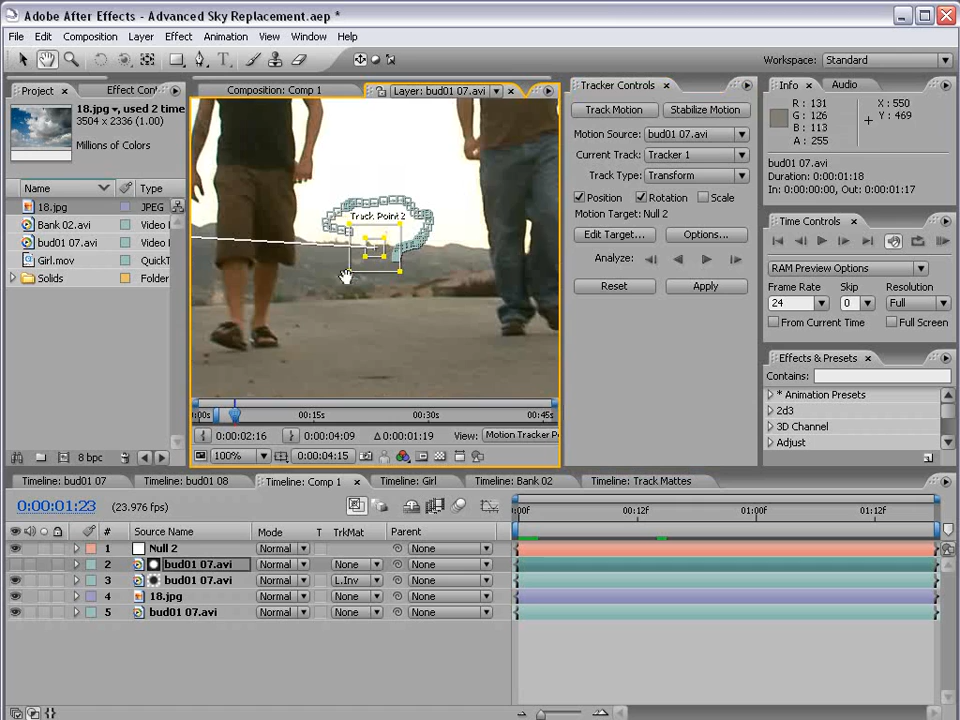 Adobe After Effects - Advanced Sky Replacement.aep *
File Edit Composition Layer Effect Animation View Window Help
Workspace: Standard
Project Effect Con
18.jpg , used 2 time
3504 x 2336 (1.00)
Millions of Colors
Name Type
18.jpg JPEG
Bank 02.avi
bud01 07.avi
Girl.mov QuickT
Solids Folder
8 bpc
Composition: Comp 1 Layer: bud01 07.avi
Track Point 2
0:00s 00:15s 00:30s 00:45s
0:00:02:16 0:00:04:09 Δ 0:00:01:19 View: Motion Tracker P
100% 0:00:04:15
Tracker Controls
Track Motion Stabilize Motion
Motion Source: bud01 07.avi
Current Track: Tracker 1
Track Type: Transform
Position Rotation Scale
Motion Target: Null 2
Edit Target... Options...
Analyze:
Reset Apply
Info Audio
R : 131
G : 126
B : 113
A : 255
X : 550
Y : 469
bud01 07.avi
Duration: 0:00:01:18
In: 0:00:00:00, Out: 0:00:01:17
Time Controls
RAM Preview Options
Frame Rate Skip Resolution
24 0 Full
From Current Time Full Screen
Effects & Presets
Contains:
* Animation Presets
2d3
3D Channel
Adjust
Timeline: bud01 07 Timeline: bud01 08 Timeline: Comp 1 Timeline: Girl Timeline: Bank 02 Timeline: Track Mattes
0:00:01:23 (23.976 fps)
:00f 00:12f 01:00f 01:12f
# Source Name Mode T TrkMat Parent
1 Null 2 Normal None
2 bud01 07.avi Normal None None
3 bud01 07.avi Normal L.Inv None
4 18.jpg Normal None None
5 bud01 07.avi Normal None None